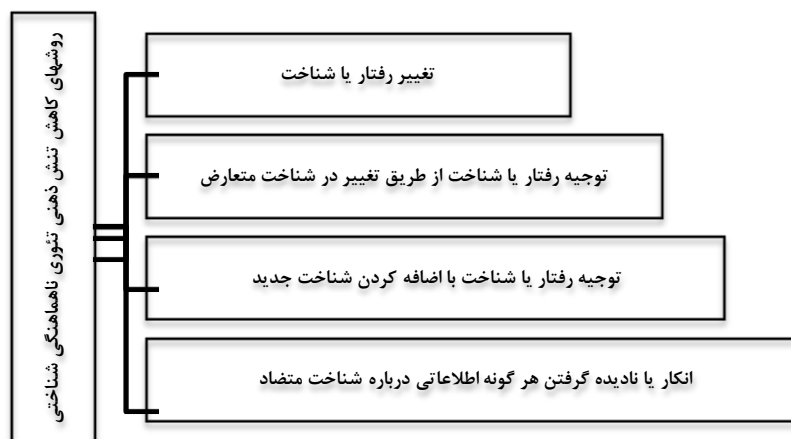 روشهای کاهش تنش ذهنی تئوری ناهماهنگی شناختی
تغییر رفتار یا شناخت
توجیه رفتار یا شناخت از طریق تغییر در شناخت متعارض
توجیه رفتار یا شناخت با اضافه کردن شناخت جدید
انکار یا نادیده گرفتن هر گونه اطلاعاتی درباره شناخت متضاد